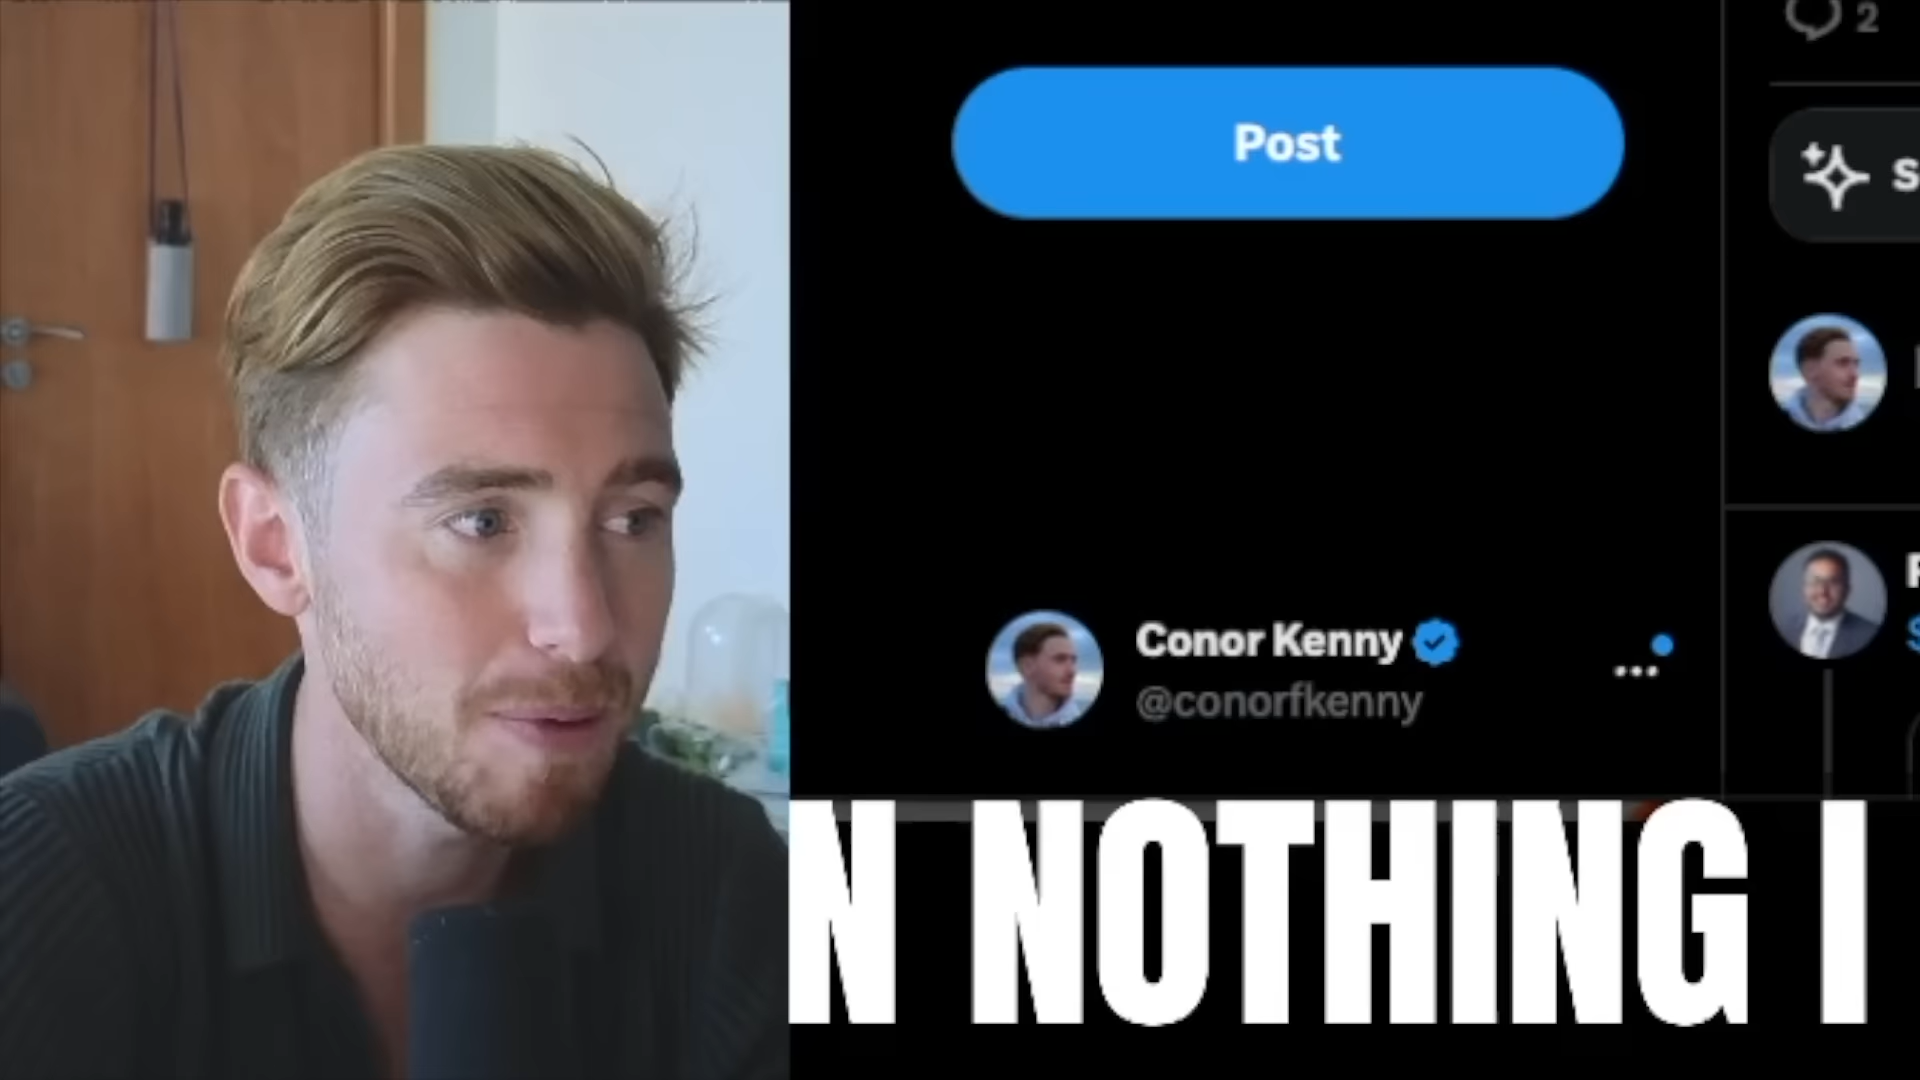 2
Post
S
Conor Kenny
@conorfkenny
N NOTHING I